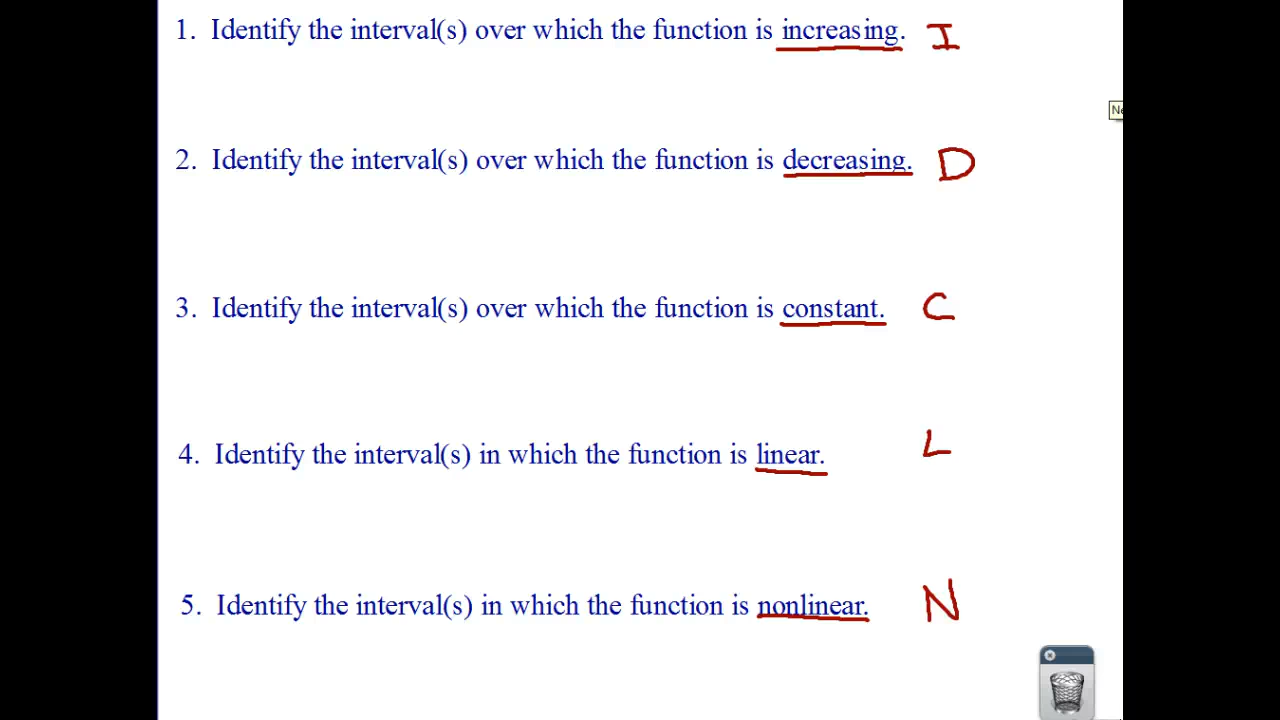 1. Identify the interval(s) over which the function is increasing. I
Ne
2. Identify the interval(s) over which the function is decreasing. D
3. Identify the interval(s) over which the function is constant. C
4. Identify the interval(s) in which the function is linear. L
5. Identify the interval(s) in which the function is nonlinear. N